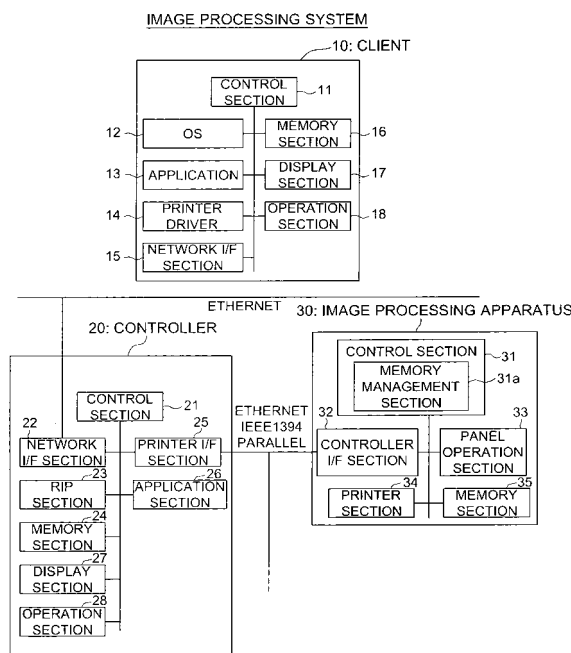 IMAGE PROCESSING SYSTEM
10: CLIENT
CONTROL
SECTION
11
12
OS
MEMORY
SECTION
16
13
APPLICATION
DISPLAY
SECTION
17
14
PRINTER
DRIVER
OPERATION
SECTION
18
15
NETWORK I/F
SECTION
ETHERNET
20: CONTROLLER
CONTROL
SECTION
21
22
NETWORK
I/F SECTION
25
PRINTER I/F
SECTION
23
RIP
SECTION
26
APPLICATION
SECTION
24
MEMORY
SECTION
27
DISPLAY
SECTION
28
OPERATION
SECTION
ETHERNET
IEEE1394
PARALLEL
30: IMAGE PROCESSING APPARATUS
CONTROL SECTION
31
MEMORY
MANAGEMENT
SECTION
31a
32
CONTROLLER
I/F SECTION
33
PANEL
OPERATION
SECTION
34
PRINTER
SECTION
35
MEMORY
SECTION